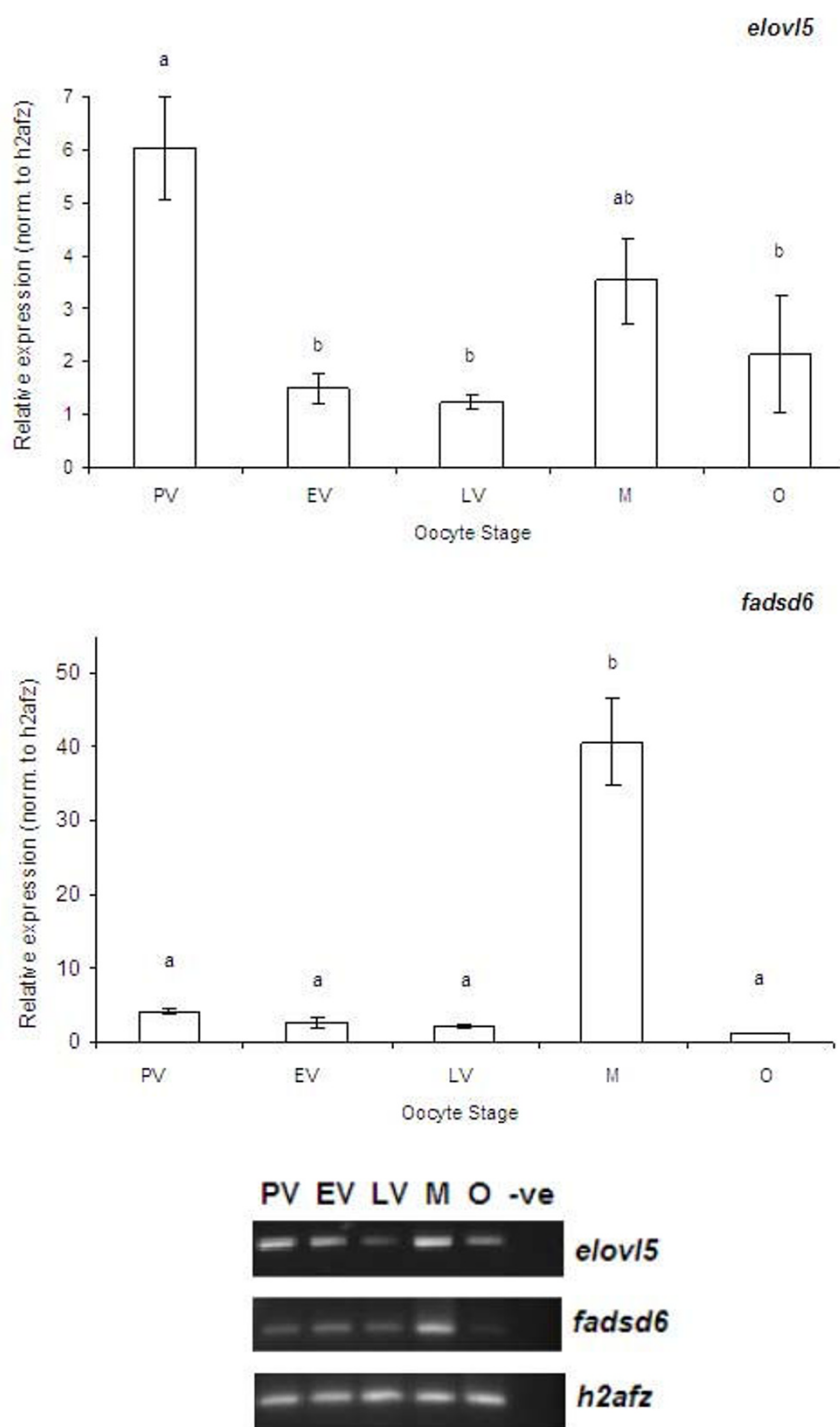 elovl5
a
7
6
5
4
3
2
1
0
Relative expression (norm. to h2afz)
ab
b
b
b
PV EV LV M O
Oocyte Stage
fadsd6
50
40
30
20
10
0
Relative expression (norm. to h2afz)
b
a
a
a
a
PV EV LV M O
Oocyte Stage
PV EV LV M O -ve
elovl5
fadsd6
h2afz